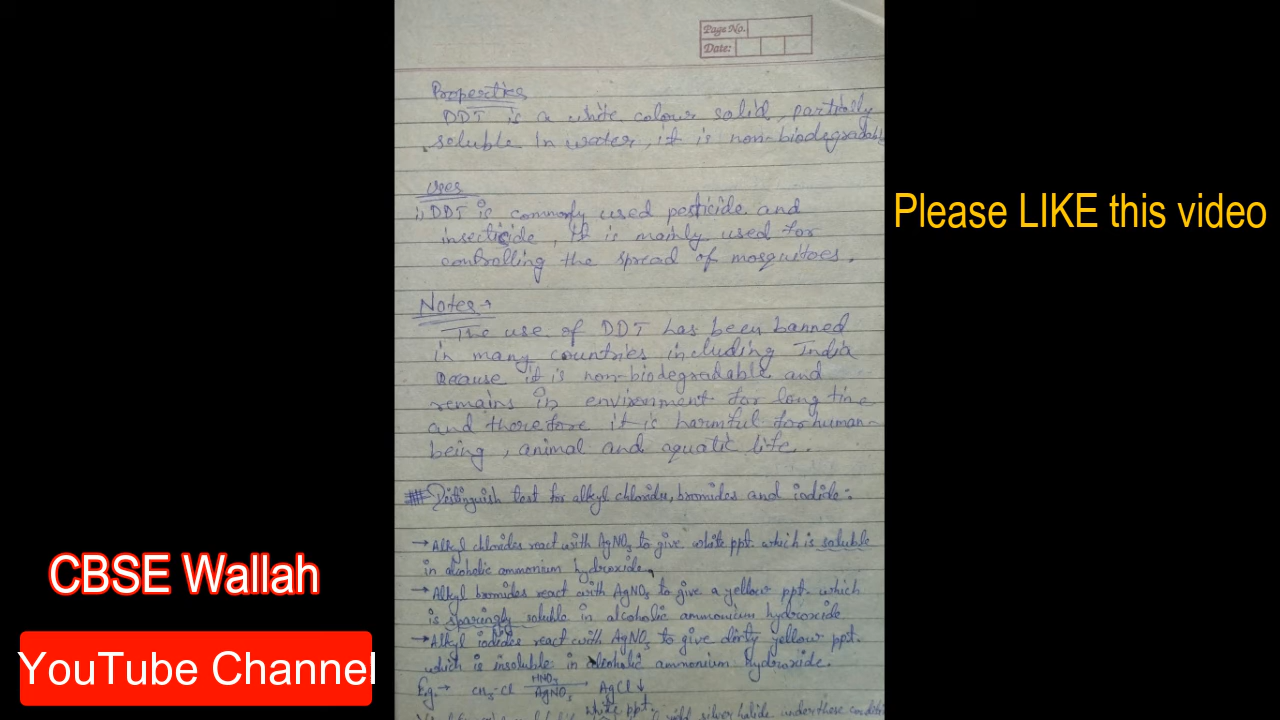 Page No.
Date:
Properties
DDT is a white colour solid, partially
soluble In water, it is non-biodegradable
Uses
i) DDT is commonly used pesticide and
insecticide, it is mainly used for
controlling the spread of mosquitoes.
Notes→
The use of DDT has been banned
in many countries including India
Because it is non-biodegradable and
remains in environment for long time
and therefore it is harmful for human-
being, animal and aquatic life.
Distinguish test for alkyl chlorides, bromides and iodide:
→ Alkyl chlorides react with AgNO3 to give white ppt. which is soluble
in alcoholic ammonium hydroxide,
→ Alkyl bromides react with AgNO3 to give a yellow ppt. which
is sparingly soluble in alcoholic ammonium hydroxide
→ Alkyl iodides react with AgNO3 to give dirty yellow ppt.
which is insoluble in alcoholic ammonium hydroxide.
E.g.→ CH3-Cl HNO3 AgNO3 AgCl↓
white ppt.
silver halide under these
Please LIKE this video
CBSE Wallah
YouTube Channel